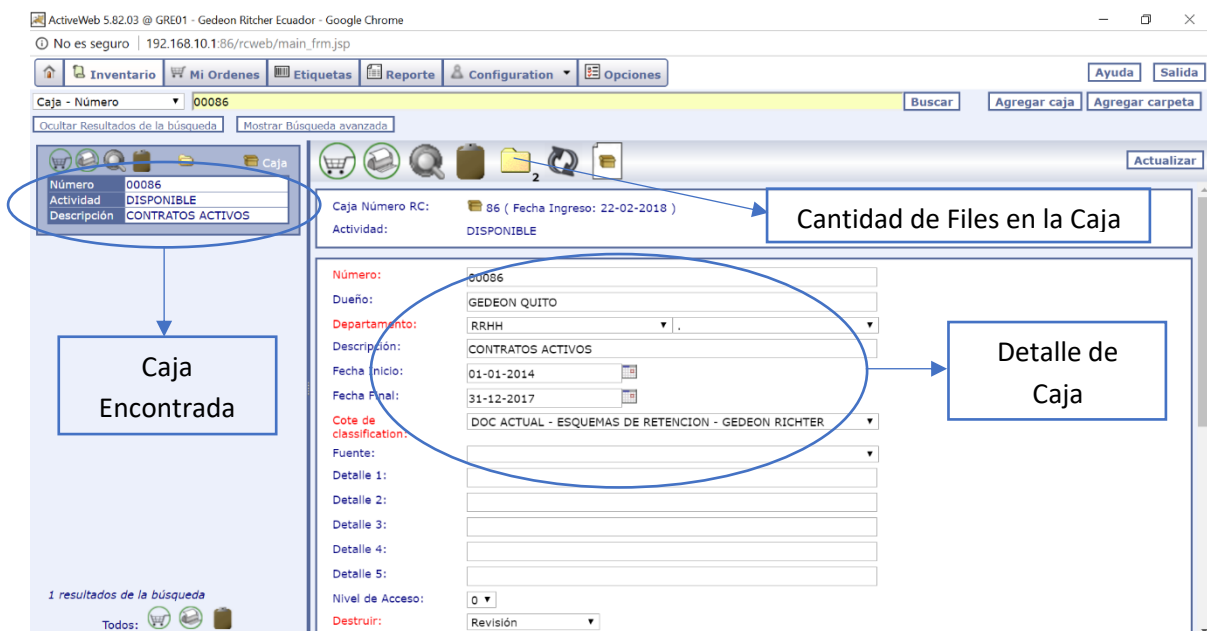 ActiveWeb 5.82.03 @ GRE01 - Gedeon Ritcher Ecuador - Google Chrome
No es seguro | 192.168.10.1:86/rcweb/main_frm.jsp
Inventario Mi Ordenes Etiquetas Reporte Configuration Opciones Ayuda Salida
Caja - Número 00086 Buscar Agregar caja Agregar carpeta
Ocultar Resultados de la búsqueda Mostrar Búsqueda avanzada
Caja
Número 00086
Actividad DISPONIBLE
Descripción CONTRATOS ACTIVOS
2
Actualizar
Caja Número RC: 86 ( Fecha Ingreso: 22-02-2018 )
Actividad: DISPONIBLE
Cantidad de Files en la Caja
Número: 00086
Dueño: GEDEON QUITO
Departamento: RRHH .
Descripción: CONTRATOS ACTIVOS
Fecha Inicio: 01-01-2014
Fecha Final: 31-12-2017
Cote de
classification: DOC ACTUAL - ESQUEMAS DE RETENCION - GEDEON RICHTER
Fuente:
Detalle 1:
Detalle 2:
Detalle 3:
Detalle 4:
Detalle 5:
Nivel de Acceso: 0
Destruir: Revisión
Caja
Encontrada
Detalle de
Caja
1 resultados de la búsqueda
Todos: